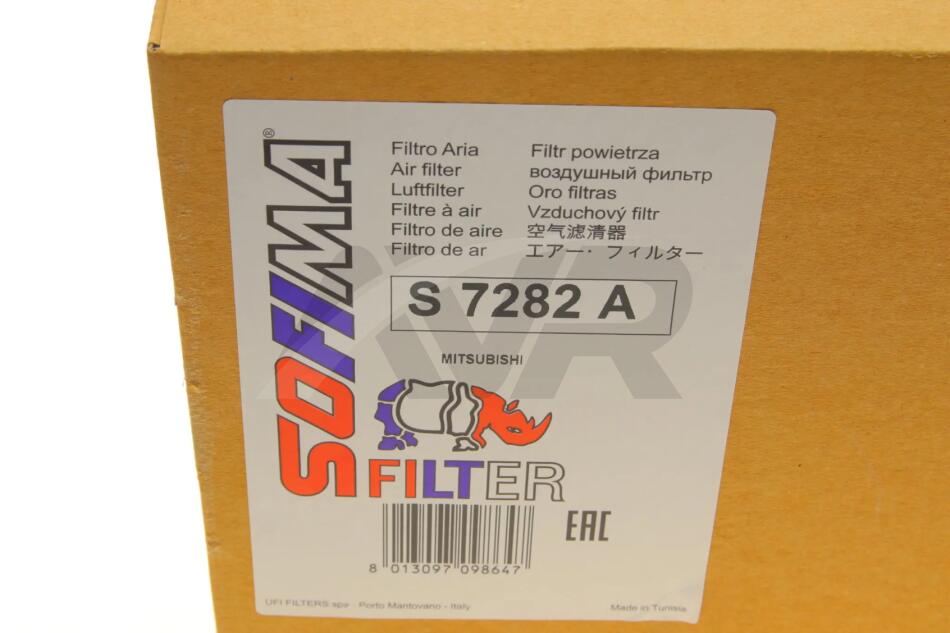 SOFIMA®
Filtro Aria
Air filter
Luftfilter
Filtre à air
Filtro de aire
Filtro de ar
Filtr powietrza
воздушный фильтр
Oro filtras
Vzduchový filtr
空气滤清器
エアー・フィルター
S 7282 A
MITSUBISHI
FILTER
8 013097 098647
EAC
UFI FILTERS spa - Porto Mantovano - Italy
Made in Tunisia